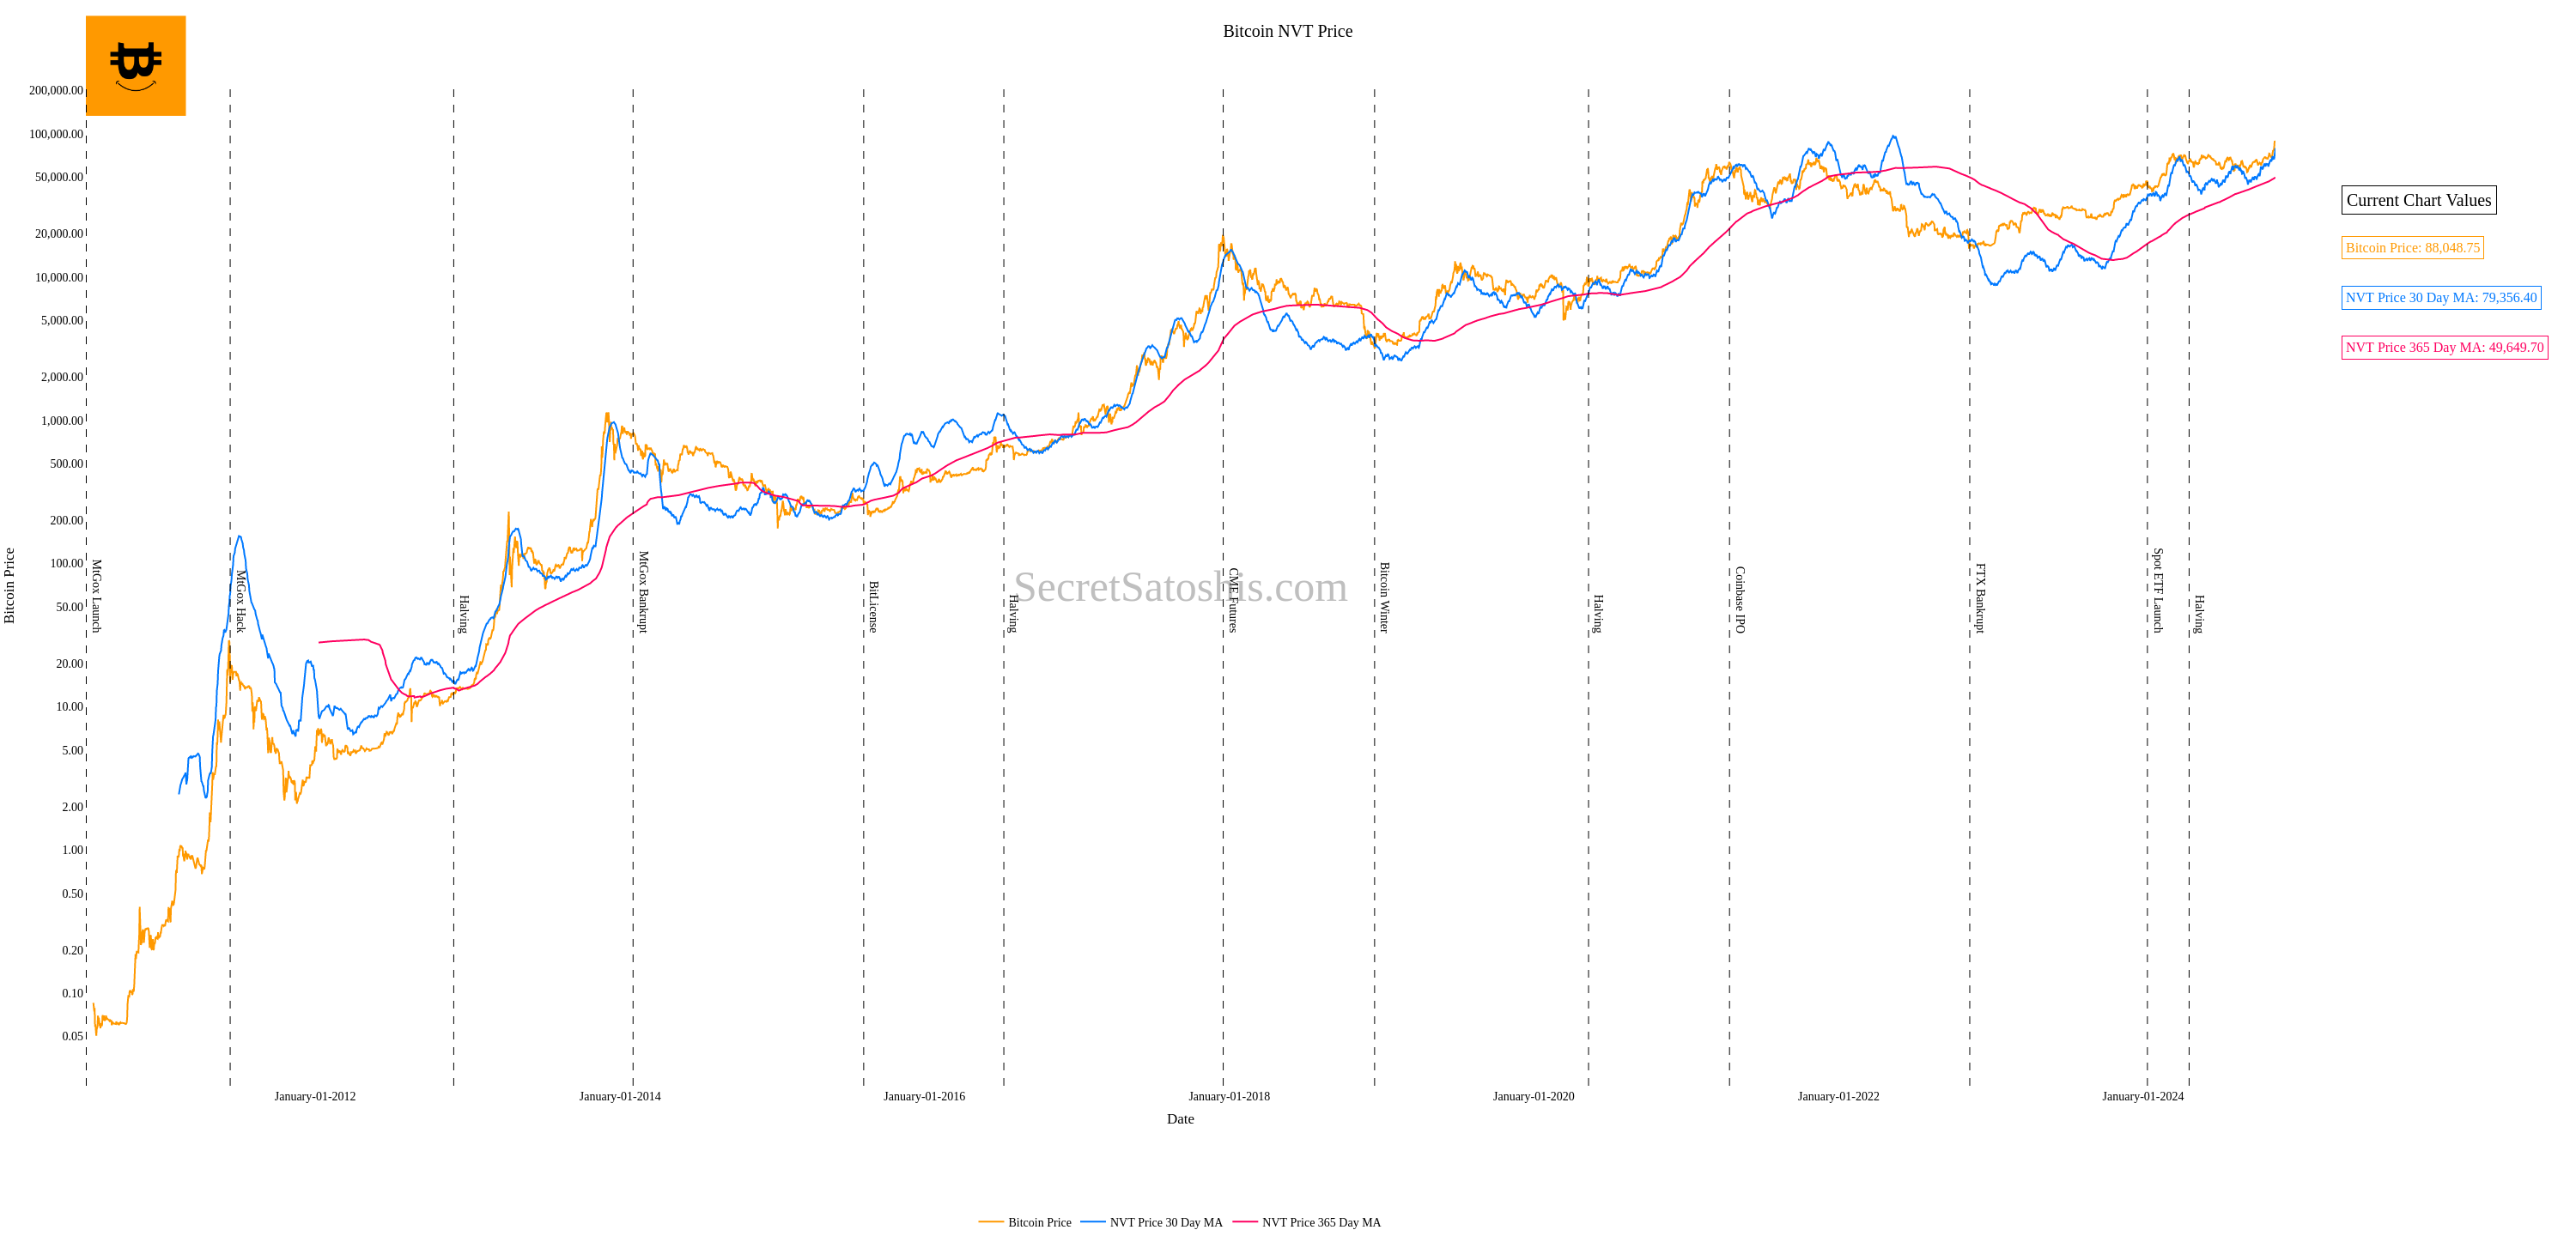 Bitcoin NVT Price
200,000.00
100,000.00
50,000.00
20,000.00
10,000.00
5,000.00
2,000.00
1,000.00
500.00
200.00
100.00
50.00
20.00
10.00
5.00
2.00
1.00
0.50
0.20
0.10
0.05
Bitcoin Price
MtGox Launch
MtGox Hack
Halving
MtGox Bankrupt
BitLicense
Halving
CME Futures
Bitcoin Winter
Halving
Coinbase IPO
FTX Bankrupt
Spot ETF Launch
Halving
SecretSatoshis.com
Current Chart Values
Bitcoin Price: 88,048.75
NVT Price 30 Day MA: 79,356.40
NVT Price 365 Day MA: 49,649.70
January-01-2012
January-01-2014
January-01-2016
January-01-2018
January-01-2020
January-01-2022
January-01-2024
Date
Bitcoin Price
NVT Price 30 Day MA
NVT Price 365 Day MA